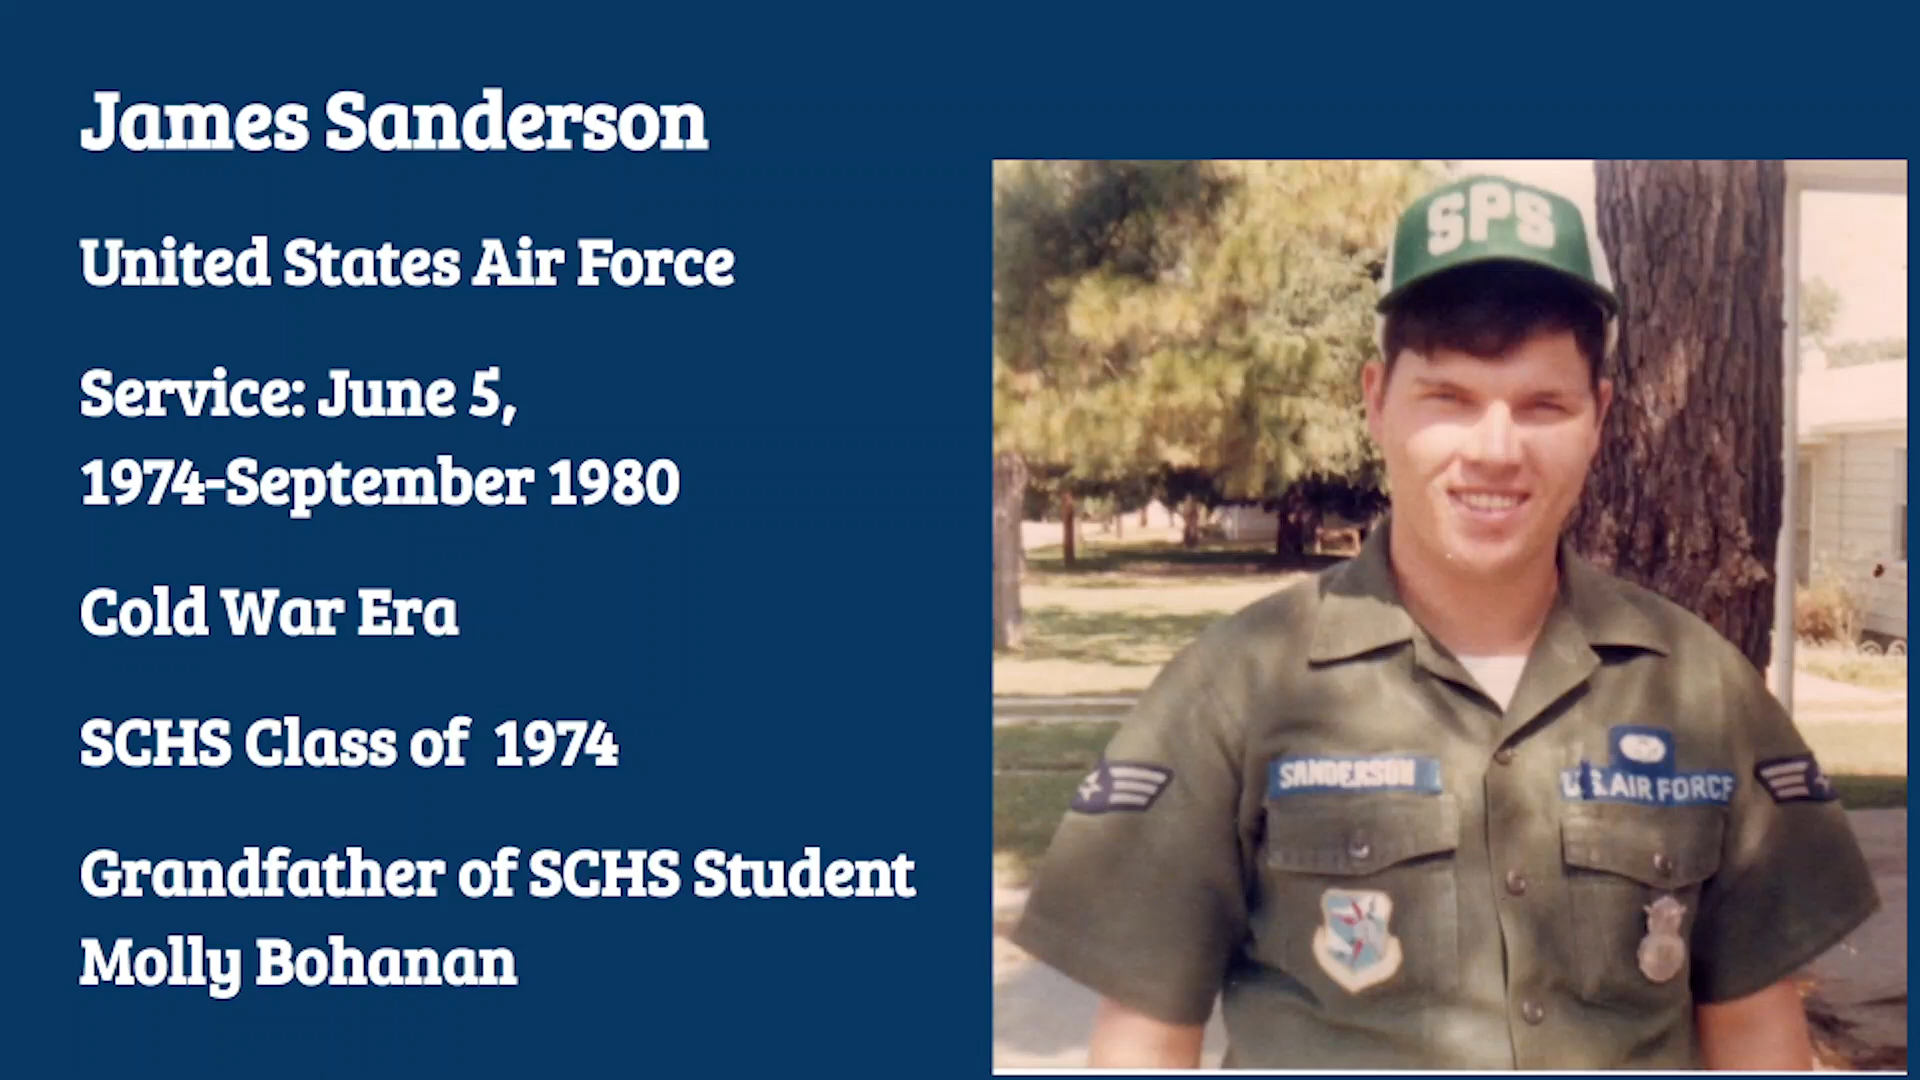 James Sanderson
United States Air Force
Service: June 5,
1974-September 1980
Cold War Era
SCHS Class of 1974
Grandfather of SCHS Student
Molly Bohanan
SPS
SANDERSON
U.S. AIR FORCE